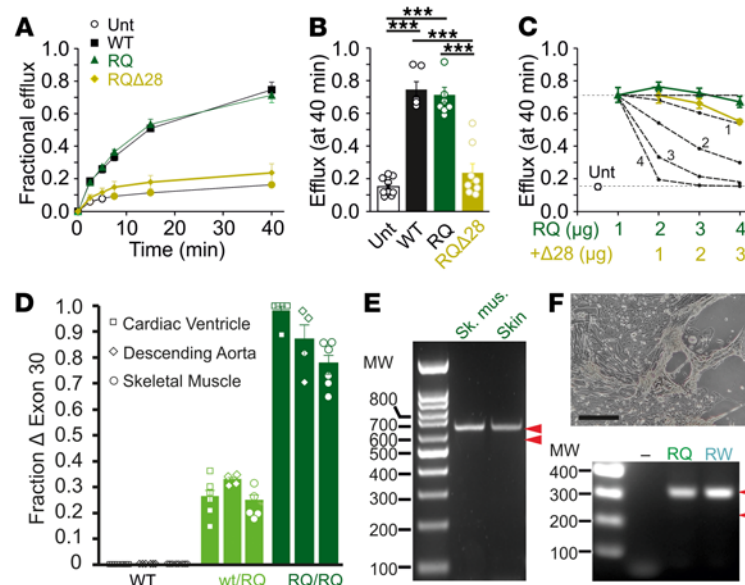 A
Unt
WT
RQ
RQΔ28
Fractional efflux
1.0
0.8
0.6
0.4
0.2
0.0
0 10 20 30 40
Time (min)
B
***
***
***
***
Efflux (at 40 min)
1.0
0.8
0.6
0.4
0.2
0.0
Unt
WT
RQ
RQΔ28
C
Efflux (at 40 min)
1.0
0.8
0.6
0.4
0.2
0.0
1
2
3
4
Unt
RQ (µg) 1 2 3 4
+Δ28 (µg) 1 2 3
D
Fraction Δ Exon 30
1.0
0.9
0.8
0.7
0.6
0.5
0.4
0.3
0.2
0.1
0
Cardiac Ventricle
Descending Aorta
Skeletal Muscle
WT wt/RQ RQ/RQ
E
Sk. mus.
Skin
MW
800
700
600
500
400
300
200
100
F
MW – RQ RW
400
300
200
100